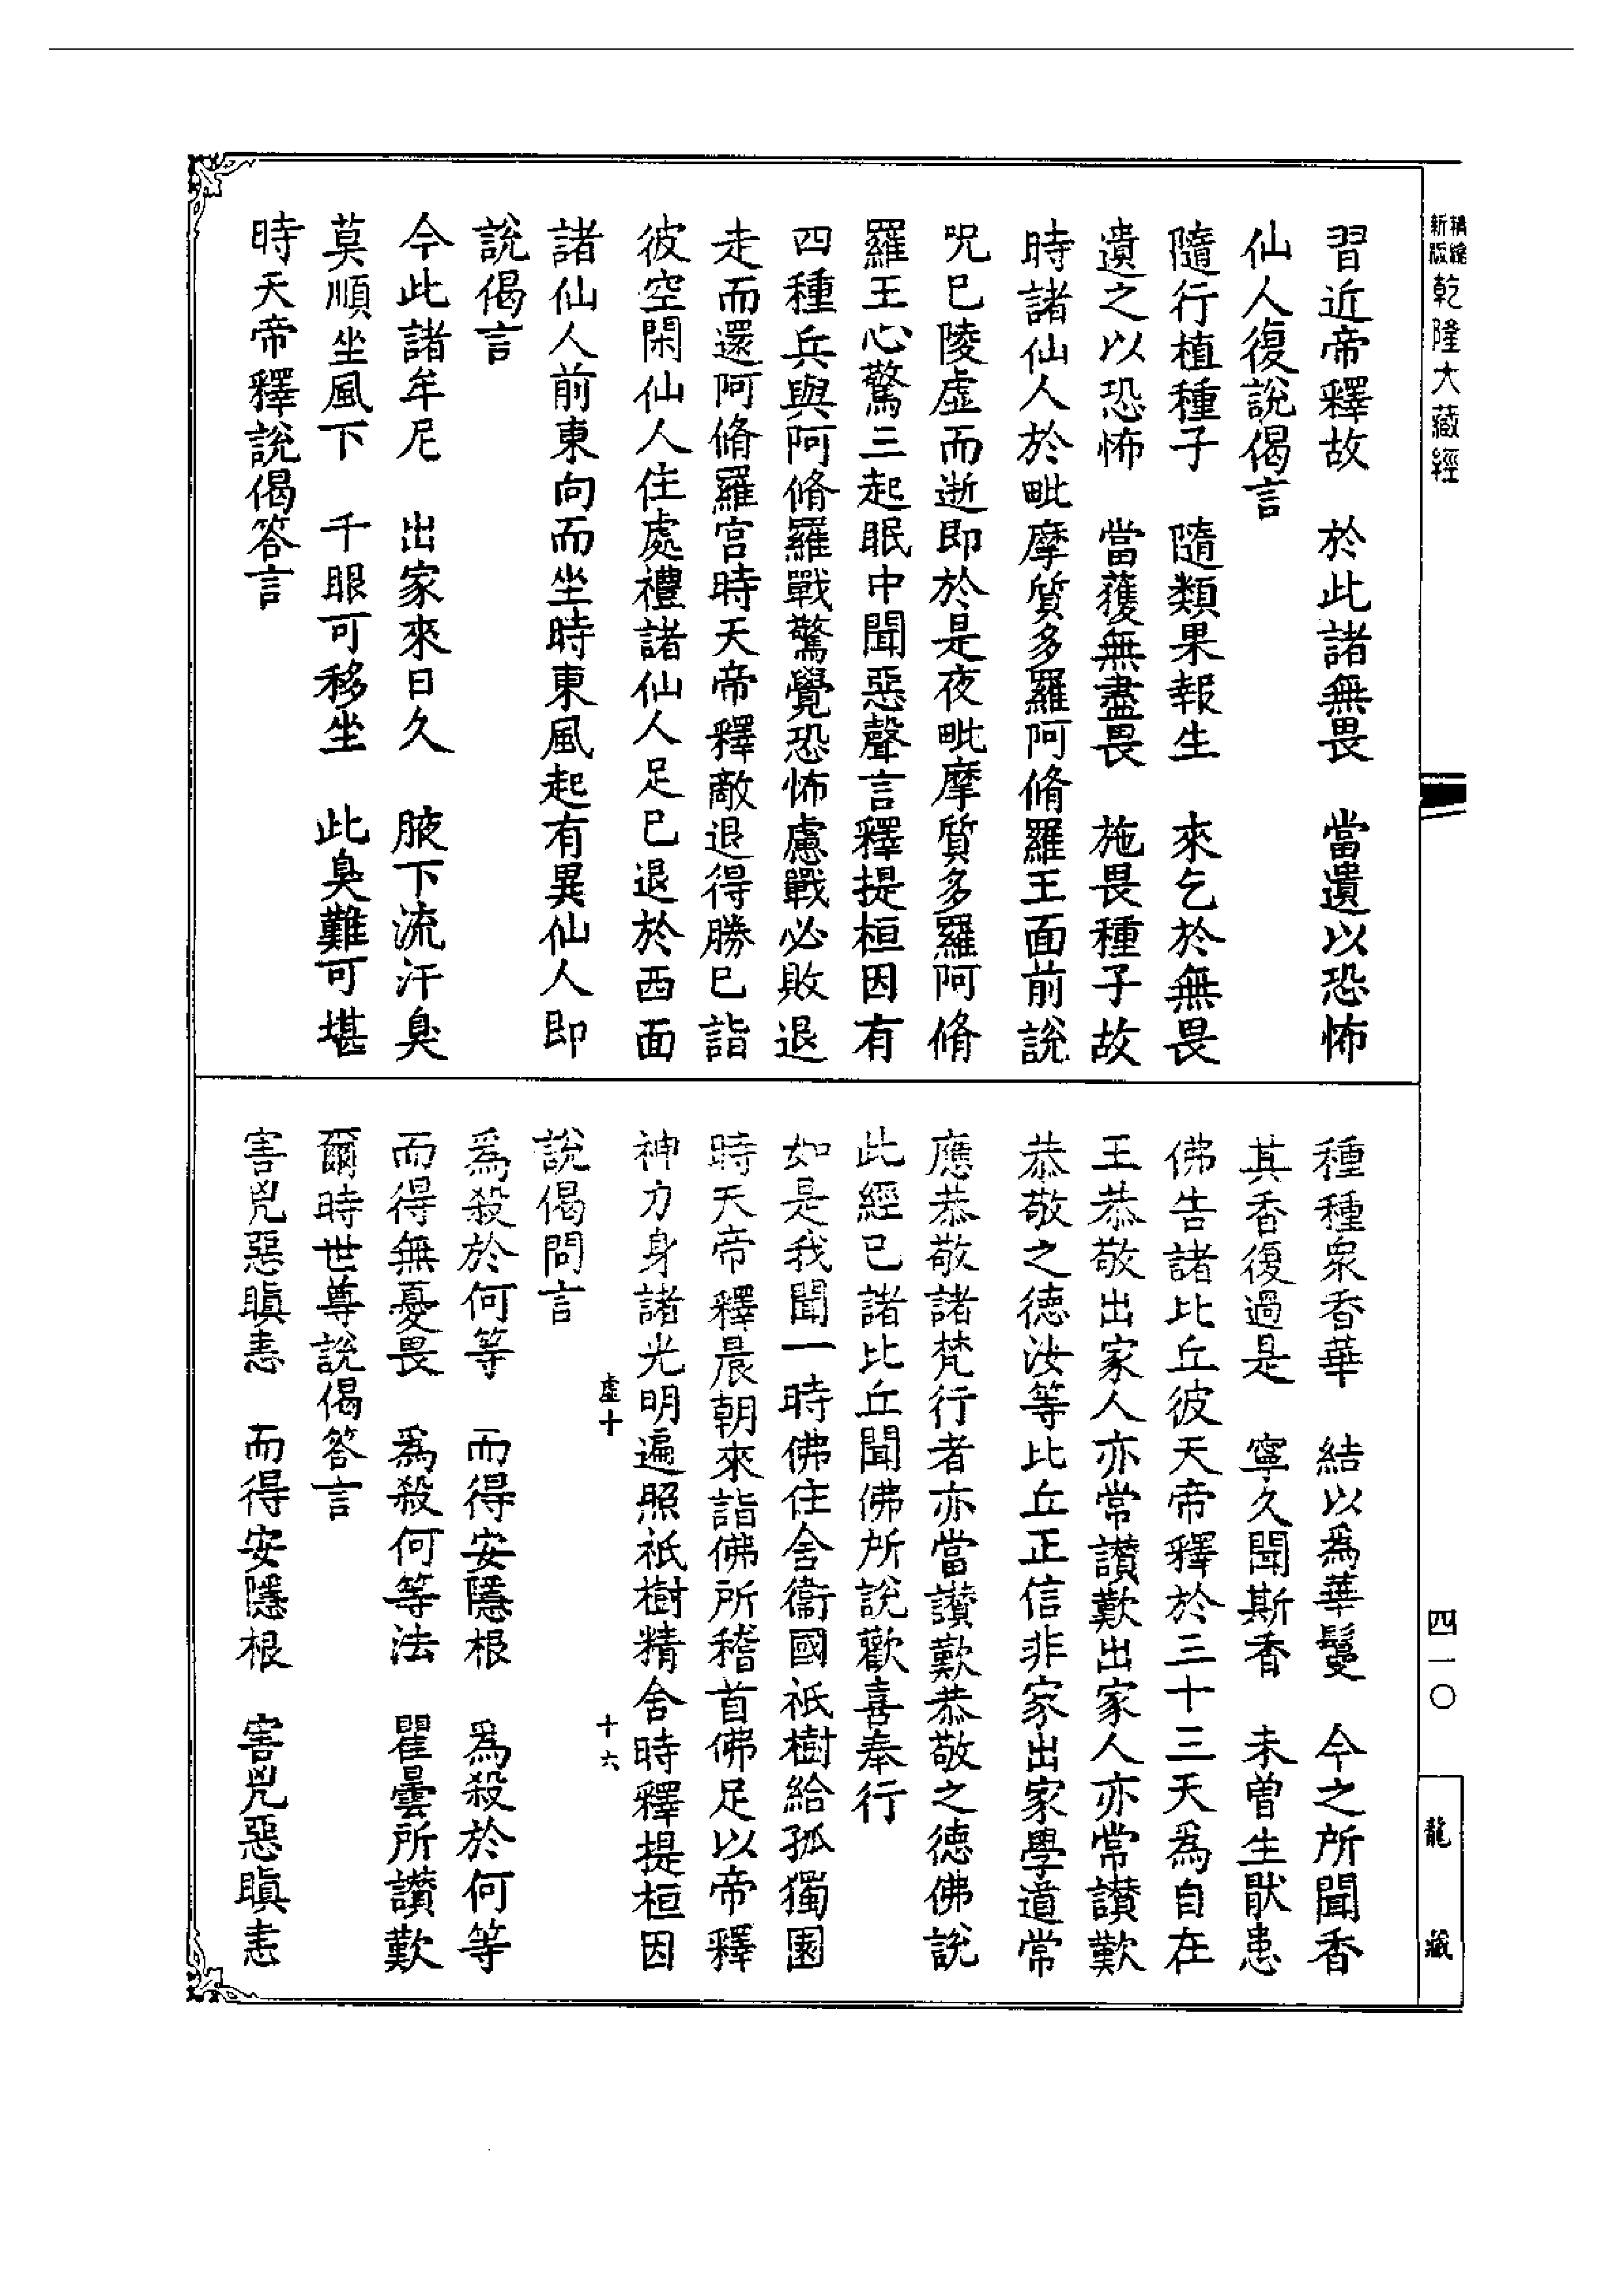 精縮新版乾隆大藏經
習近帝釋故　於此諸無畏　當遺以恐怖
仙人復說偈言
隨行植種子　隨類果報生　來乞於無畏
遺之以恐怖　當獲無盡畏　施畏種子故
時諸仙人於毗摩質多羅阿脩羅王面前說
呪已陵虛而逝即於是夜毗摩質多羅阿脩
羅王心驚三起眠中聞惡聲言釋提桓因有
四種兵與阿脩羅戰驚覺恐怖慮戰必敗退
走而還阿脩羅宮時天帝釋敵退得勝已詣
彼空閑仙人住處禮諸仙人足已退於西面
諸仙人前東向而坐時東風起有異仙人即
說偈言
今此諸牟尼　出家來日久　腋下流汗臭
莫順坐風下　千眼可移坐　此臭難可堪
時天帝釋說偈答言
種種衆香華　結以爲華鬘　今之所聞香
其香復過是　寧久聞斯香　未曾生猒患
佛告諸比丘彼天帝釋於三十三天爲自在
王恭敬出家人亦常讃歎出家人亦常讃歎
恭敬之德汝等比丘正信非家出家學道常
應恭敬諸梵行者亦當讃歎恭敬之德佛說
此經已諸比丘聞佛所說歡喜奉行
如是我聞一時佛住舍衞國祇樹給孤獨園
時天帝釋晨朝來詣佛所稽首佛足以帝釋
神力身諸光明遍照祇樹精舍時釋提桓因
虛十　十六
說偈問言
爲殺於何等　而得安隱根　爲殺於何等
而得無憂畏　爲殺何等法　瞿曇所讃歎
爾時世尊說偈答言
害兇惡瞋恚　而得安隱根　害兇惡瞋恚
四一〇
龍藏